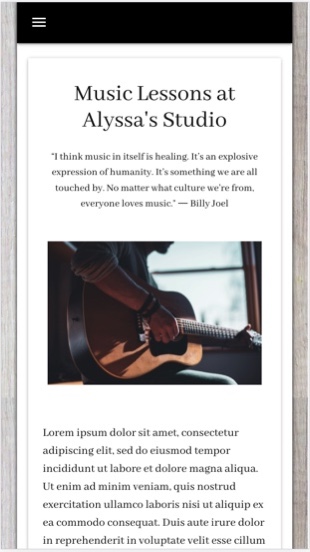 Music Lessons at
Alyssa's Studio
"I think music in itself is healing. It's an explosive
expression of humanity. It's something we are all
touched by. No matter what culture we're from,
everyone loves music." — Billy Joel
Lorem ipsum dolor sit amet, consectetur
adipiscing elit, sed do eiusmod tempor
incididunt ut labore et dolore magna aliqua.
Ut enim ad minim veniam, quis nostrud
exercitation ullamco laboris nisi ut aliquip ex
ea commodo consequat. Duis aute irure dolor
in reprehenderit in voluptate velit esse cillum